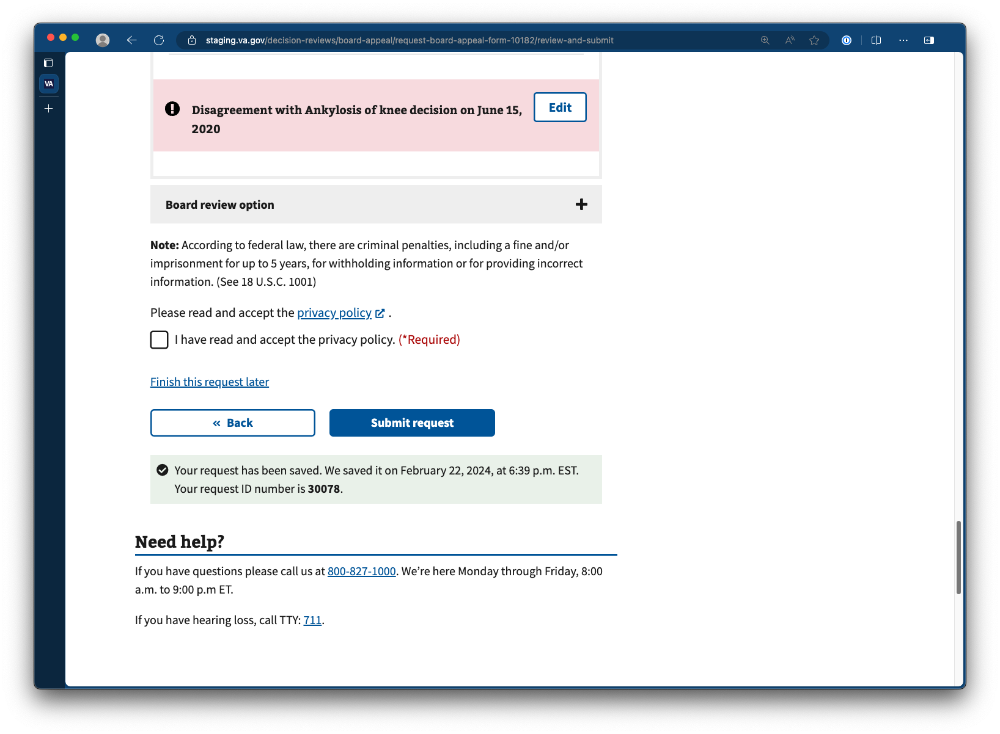 staging.va.gov/decision-reviews/board-appeal/request-board-appeal-form-10182/review-and-submit
VA
Disagreement with Ankylosis of knee decision on June 15,
2020
Edit
Board review option
Note: According to federal law, there are criminal penalties, including a fine and/or
imprisonment for up to 5 years, for withholding information or for providing incorrect
information. (See 18 U.S.C. 1001)
Please read and accept the privacy policy .
I have read and accept the privacy policy. (*Required)
Finish this request later
« Back
Submit request
Your request has been saved. We saved it on February 22, 2024, at 6:39 p.m. EST.
Your request ID number is 30078.
Need help?
If you have questions please call us at 800-827-1000. We’re here Monday through Friday, 8:00
a.m. to 9:00 p.m ET.
If you have hearing loss, call TTY: 711.